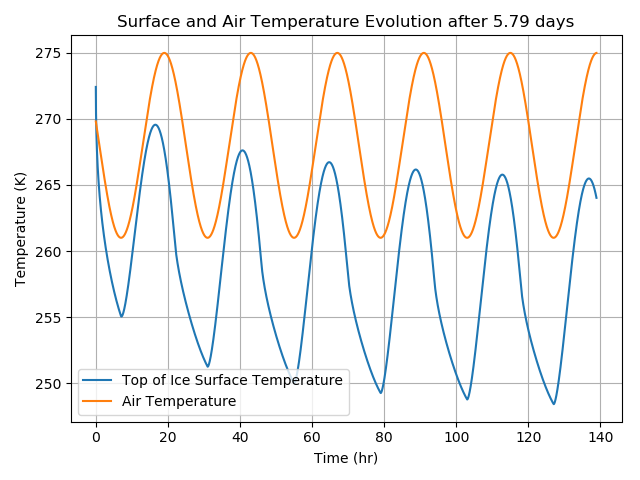 Surface and Air Temperature Evolution after 5.79 days
Temperature (K)
275
270
265
260
255
250
Top of Ice Surface Temperature
Air Temperature
0 20 40 60 80 100 120 140
Time (hr)